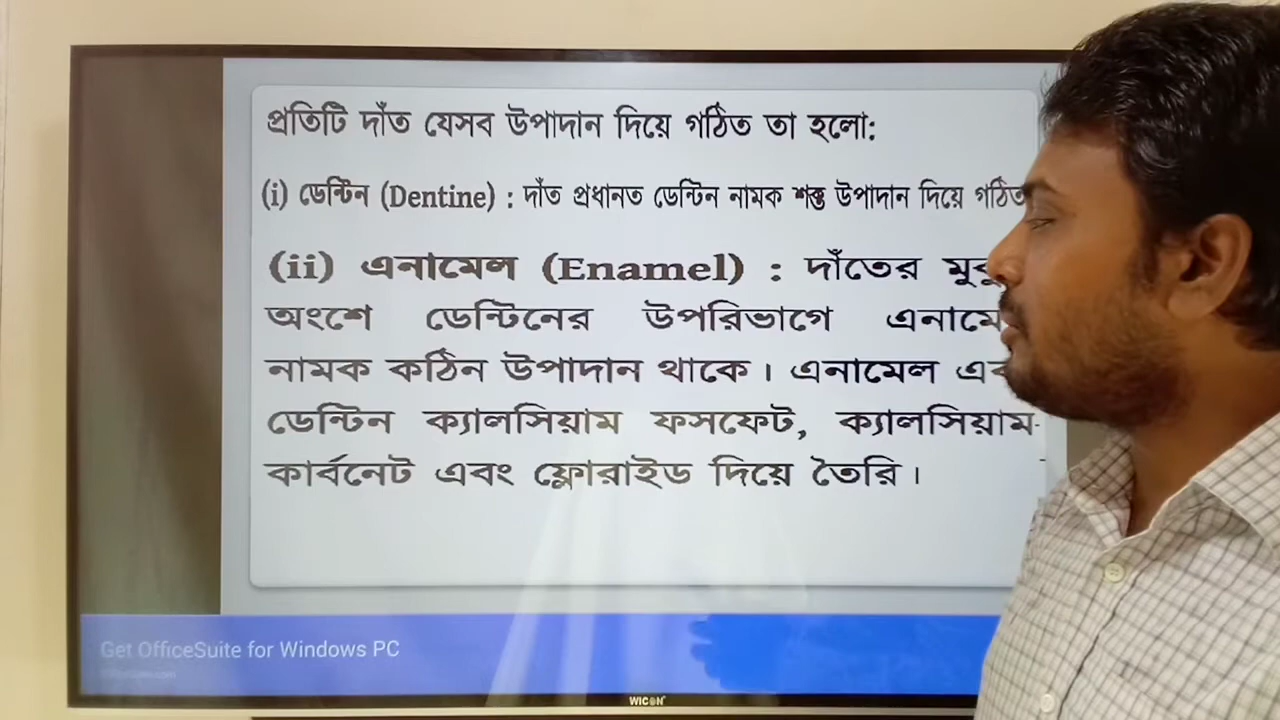 প্রতিটি দাঁত যেসব উপাদান দিয়ে গঠিত তা হলো:
(i) ডেন্টিন (Dentine) : দাঁত প্রধানত ডেন্টিন নামক শক্ত উপাদান দিয়ে গঠিত
(ii) এনামেল (Enamel) : দাঁতের
অংশে ডেন্টিনের উপরিভাগে
নামক কঠিন উপাদান থাকে। এনামেল
ডেন্টিন ক্যালসিয়াম ফসফেট, ক্যালসিয়াম-
কার্বনেট এবং ফ্লোরাইড দিয়ে তৈরি।
Get OfficeSuite for Windows PC
WICON